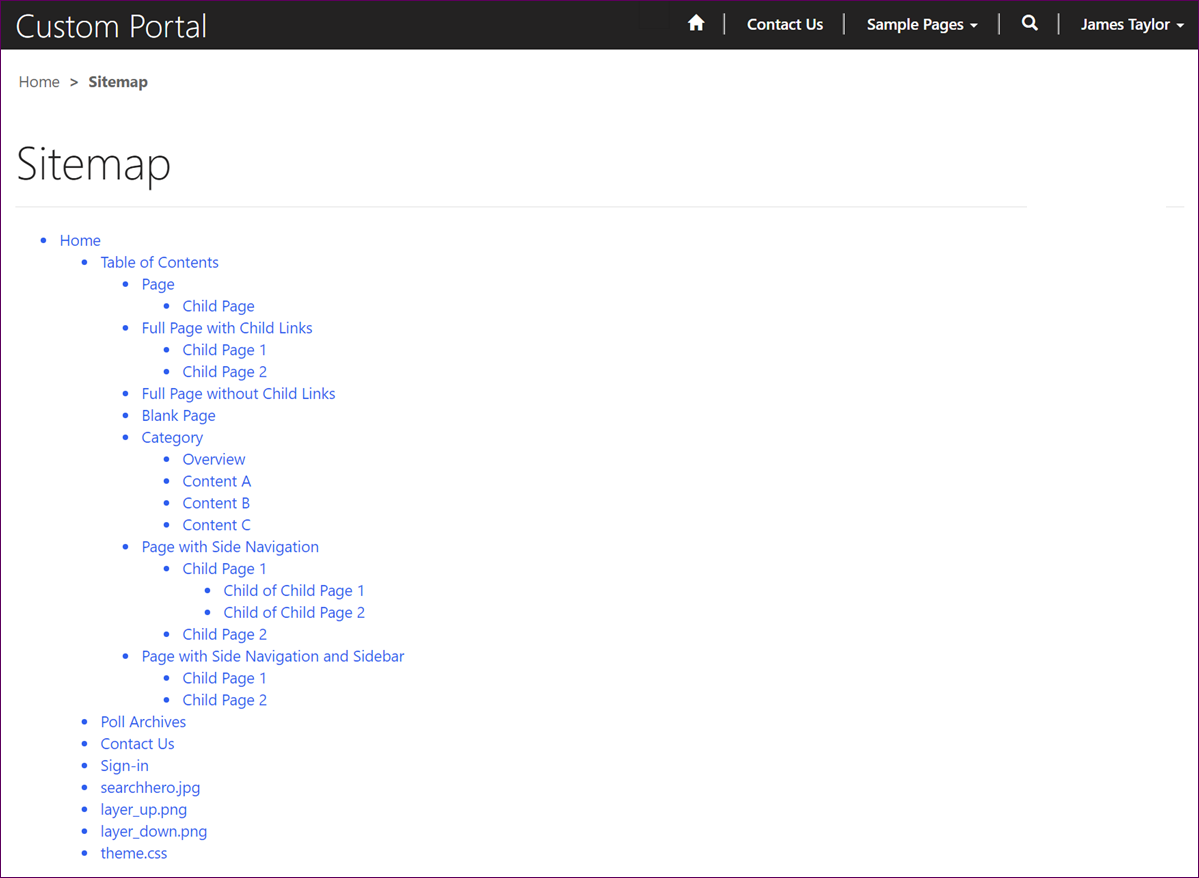 Custom Portal
Contact Us
Sample Pages
James Taylor
Home > Sitemap
Sitemap
Home
Table of Contents
Page
Child Page
Full Page with Child Links
Child Page 1
Child Page 2
Full Page without Child Links
Blank Page
Category
Overview
Content A
Content B
Content C
Page with Side Navigation
Child Page 1
Child of Child Page 1
Child of Child Page 2
Child Page 2
Page with Side Navigation and Sidebar
Child Page 1
Child Page 2
Poll Archives
Contact Us
Sign-in
searchhero.jpg
layer_up.png
layer_down.png
theme.css